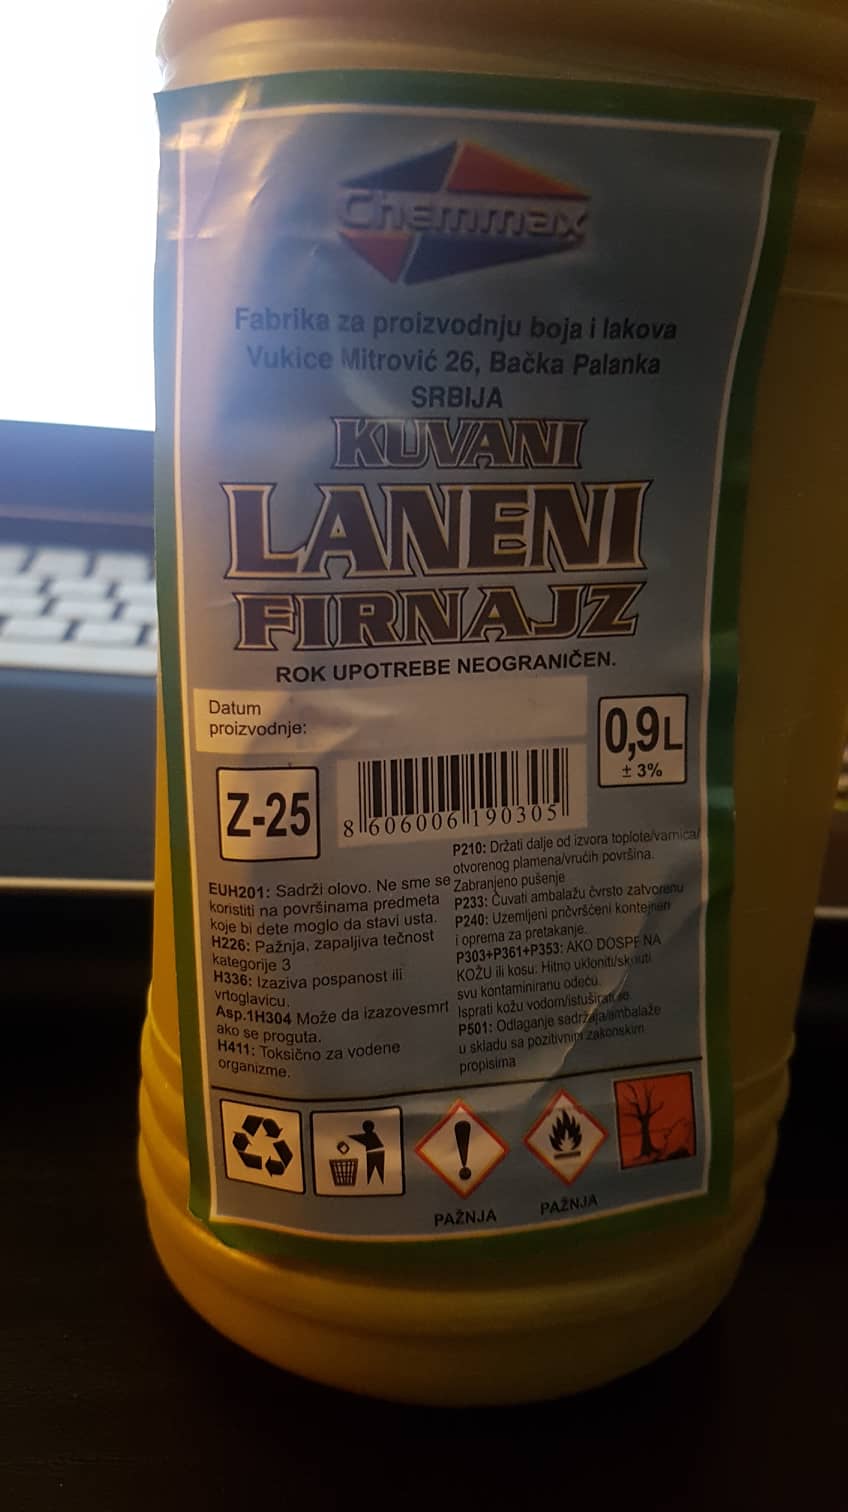 Chemmax
Fabrika za proizvodnju boja i lakova
Vukice Mitrović 26, Bačka Palanka
SRBIJA
KUVANI
LANENI
FIRNAJZ
ROK UPOTREBE NEOGRANIČEN.
Datum
proizvodnje:
0,9L
± 3%
Z-25
8 606006 190305
EUH201: Sadrži olovo. Ne sme se
koristiti na površinama predmeta
koje bi dete moglo da stavi usta.
H226: Pažnja, zapaljiva tečnost
kategorije 3
H336: Izaziva pospanost ili
vrtoglavicu.
Asp.1H304 Može da izazovesmrt
ako se proguta.
H411: Toksično za vodene
organizme.
P210: Držati dalje od izvora toplote/varnica/
otvorenog plamena/vrućih površina.
Zabranjeno pušenje
P233: Čuvati ambalažu čvrsto zatvorenu
P240: Uzemljeni pričvršćeni kontejneri
i oprema za pretakanje.
P303+P361+P353: AKO DOSPE NA
KOŽU ili kosu: Hitno ukloniti/skinuti
svu kontaminiranu odeću.
Isprati kožu vodom/istuširati se
P501: Odlaganje sadržaja/ambalaže
u skladu sa pozitivnim zakonskim
propisima
PAŽNJA
PAŽNJA